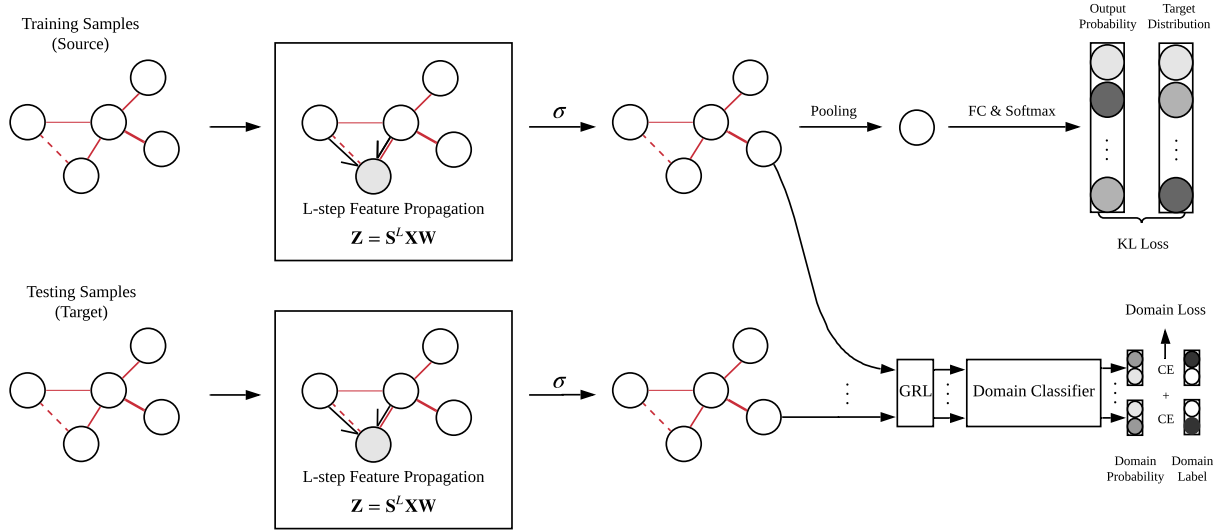 Training Samples
(Source)
L-step Feature Propagation
Z = S^L XW
σ
Pooling
FC & Softmax
Output
Probability
Target
Distribution
KL Loss
Testing Samples
(Target)
L-step Feature Propagation
Z = S^L XW
σ
GRL
Domain Classifier
Domain Loss
CE
+
CE
Domain
Probability
Domain
Label